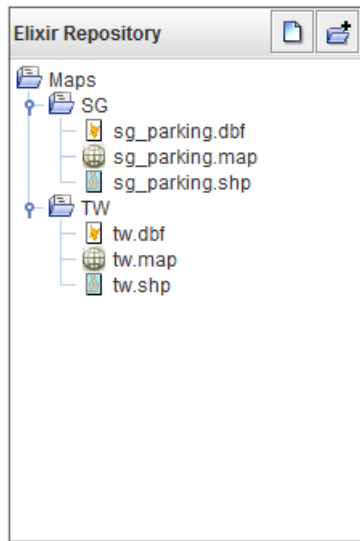 Elixir Repository
Maps
SG
sg_parking.dbf
sg_parking.map
sg_parking.shp
TW
tw.dbf
tw.map
tw.shp